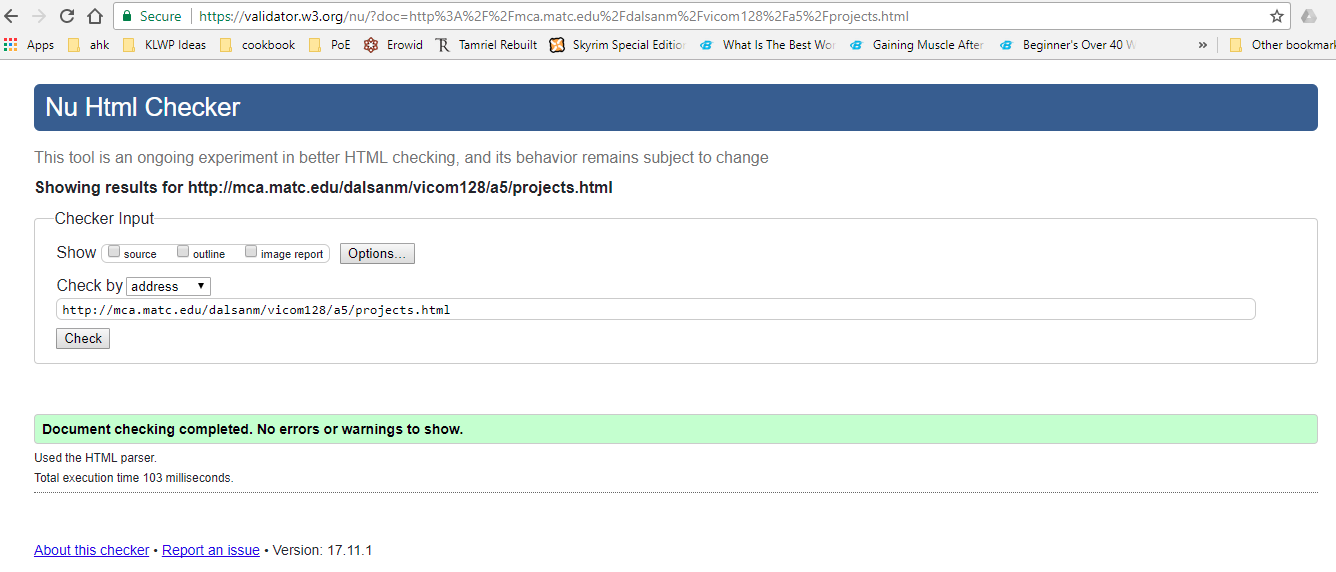 Secure https://validator.w3.org/nu/?doc=http%3A%2F%2Fmca.matc.edu%2Fdalsanm%2Fvicom128%2Fa5%2Fprojects.html
Apps ahk KLWP Ideas cookbook PoE Erowid Tamriel Rebuilt Skyrim Special Editio What Is The Best Wor Gaining Muscle After Beginner's Over 40 W » Other bookmark
Nu Html Checker
This tool is an ongoing experiment in better HTML checking, and its behavior remains subject to change
Showing results for http://mca.matc.edu/dalsanm/vicom128/a5/projects.html
Checker Input
Show source outline image report Options...
Check by address
http://mca.matc.edu/dalsanm/vicom128/a5/projects.html
Check
Document checking completed. No errors or warnings to show.
Used the HTML parser.
Total execution time 103 milliseconds.
About this checker • Report an issue • Version: 17.11.1